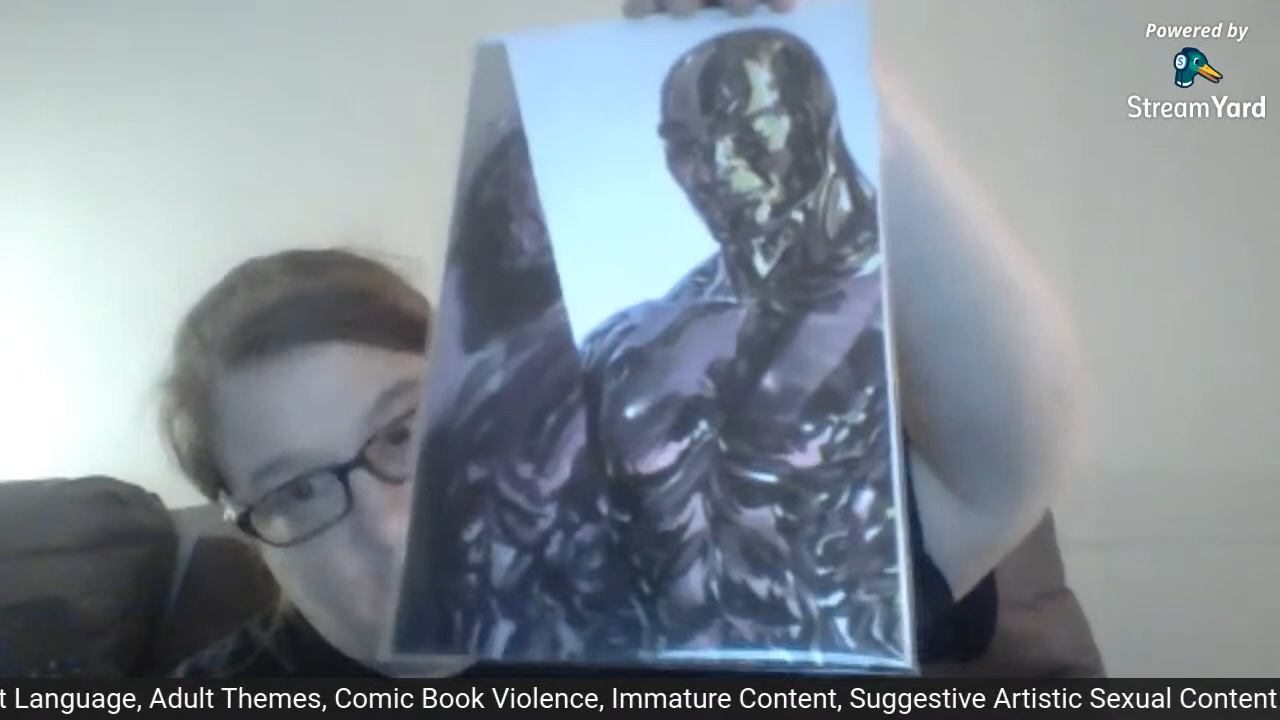 Powered by
StreamYard
t Language, Adult Themes, Comic Book Violence, Immature Content, Suggestive Artistic Sexual Content